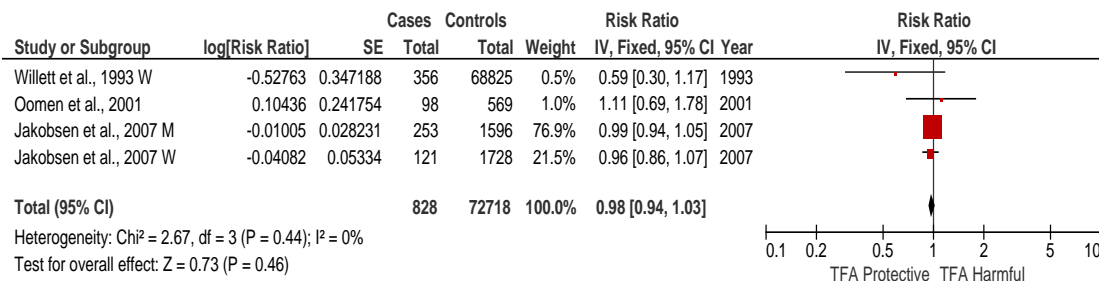 Cases Controls Risk Ratio Risk Ratio
Study or Subgroup log[Risk Ratio] SE Total Total Weight IV, Fixed, 95% CI Year IV, Fixed, 95% CI
Willett et al., 1993 W -0.52763 0.347188 356 68825 0.5% 0.59 [0.30, 1.17] 1993
Oomen et al., 2001 0.10436 0.241754 98 569 1.0% 1.11 [0.69, 1.78] 2001
Jakobsen et al., 2007 M -0.01005 0.028231 253 1596 76.9% 0.99 [0.94, 1.05] 2007
Jakobsen et al., 2007 W -0.04082 0.05334 121 1728 21.5% 0.96 [0.86, 1.07] 2007
Total (95% CI) 828 72718 100.0% 0.98 [0.94, 1.03]
Heterogeneity: Chi² = 2.67, df = 3 (P = 0.44); I² = 0%
Test for overall effect: Z = 0.73 (P = 0.46)
0.1 0.2 0.5 1 2 5 10
TFA Protective TFA Harmful